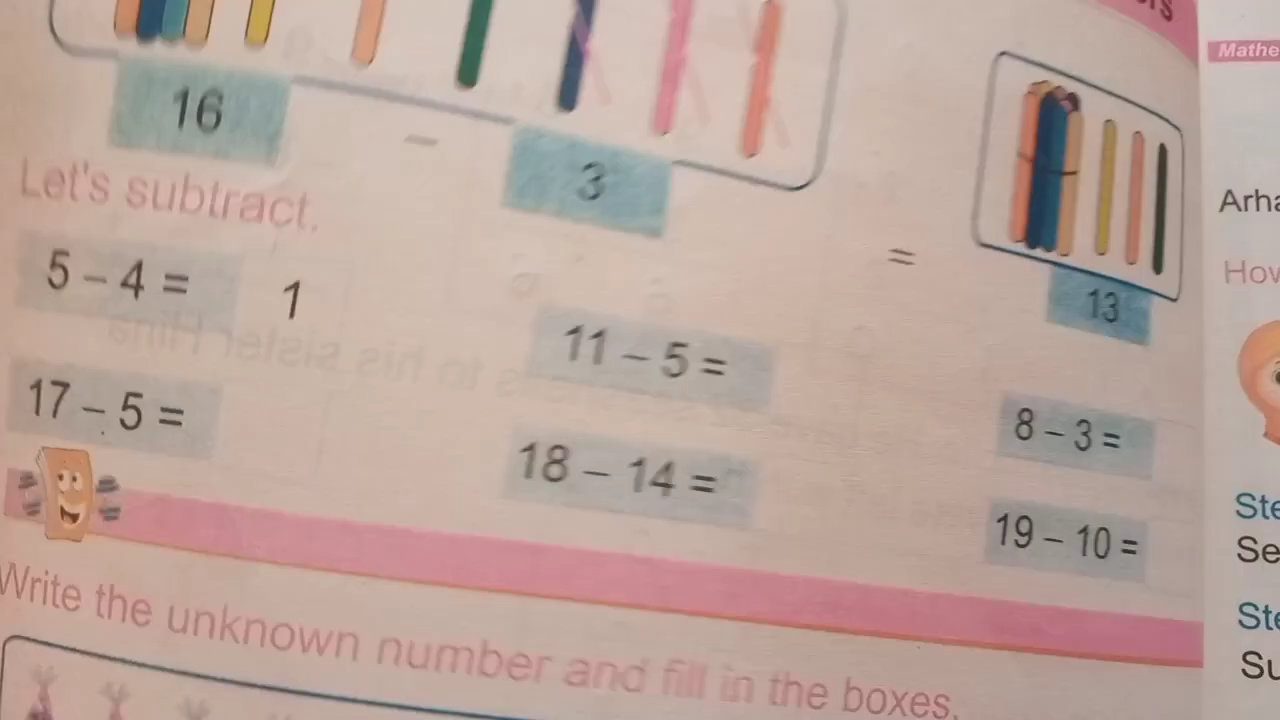 16 – 3 = 13
Let's subtract.
5 – 4 = 1
11 – 5 =
8 – 3 =
17 – 5 =
18 – 14 =
19 – 10 =
Write the unknown number and fill in the boxes.
Mathe
Arha
How
Ste
Se
Ste
Su